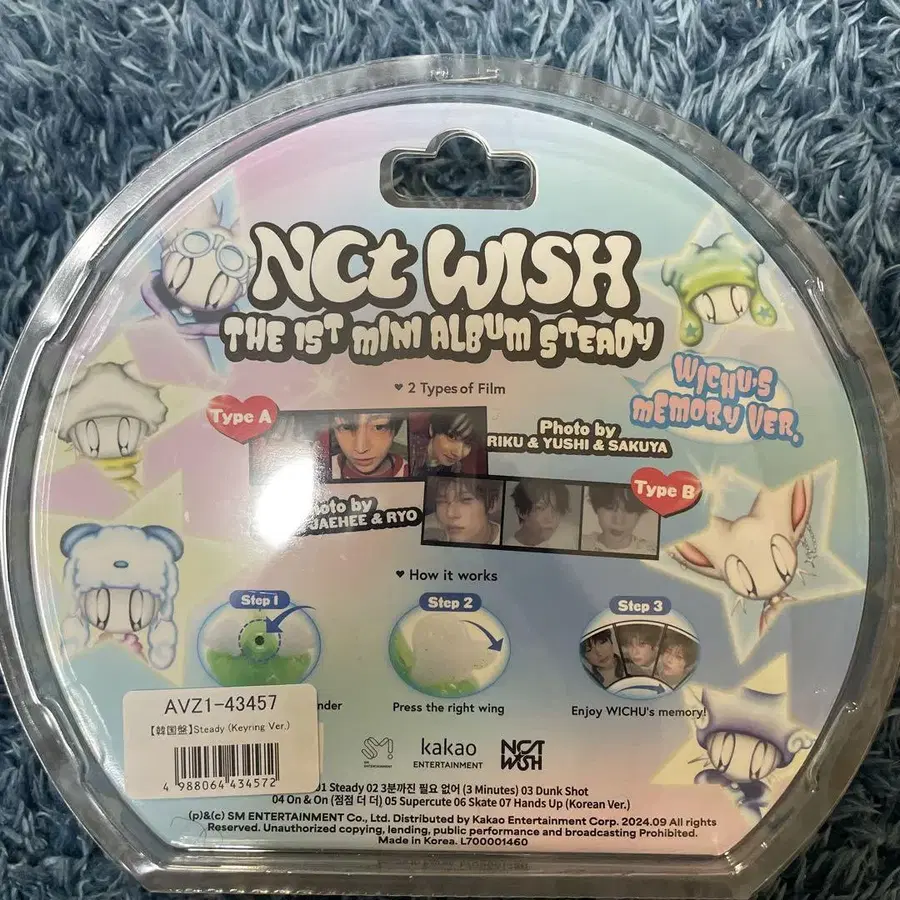 NCt WISH
THE 1ST MINI ALBUM STEADY
♥ 2 Types of Film
WICHU'S
MEMORY VER.
Type A
Photo by
RIKU & YUSHI & SAKUYA
Type B
Photo by
JAEHEE & RYO
♥ How it works
Step 1
Step 2
Step 3
Press the right wing
Enjoy WICHU's memory!
AVZ1-43457
【韓国盤】Steady (Keyring Ver.)
4 988064 434572
SM
ENTERTAINMENT
kakao
ENTERTAINMENT
NCT
WISH
01 Steady 02 3분까진 필요 없어 (3 Minutes) 03 Dunk Shot
04 On & On (점점 더 더) 05 Supercute 06 Skate 07 Hands Up (Korean Ver.)
(p)&(c) SM ENTERTAINMENT Co., Ltd. Distributed by Kakao Entertainment Corp. 2024.09 All rights
Reserved. Unauthorized copying, lending, public performance and broadcasting Prohibited.
Made in Korea. L700001460